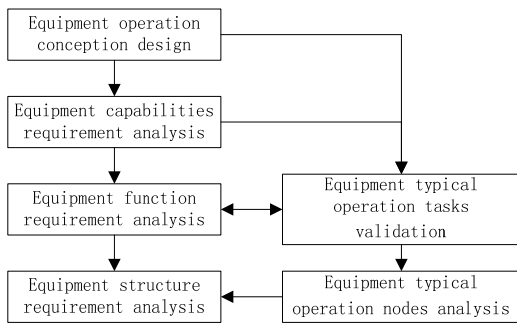 Equipment operation
conception design
Equipment capabilities
requirement analysis
Equipment function
requirement analysis
Equipment typical
operation tasks
validation
Equipment structure
requirement analysis
Equipment typical
operation nodes analysis